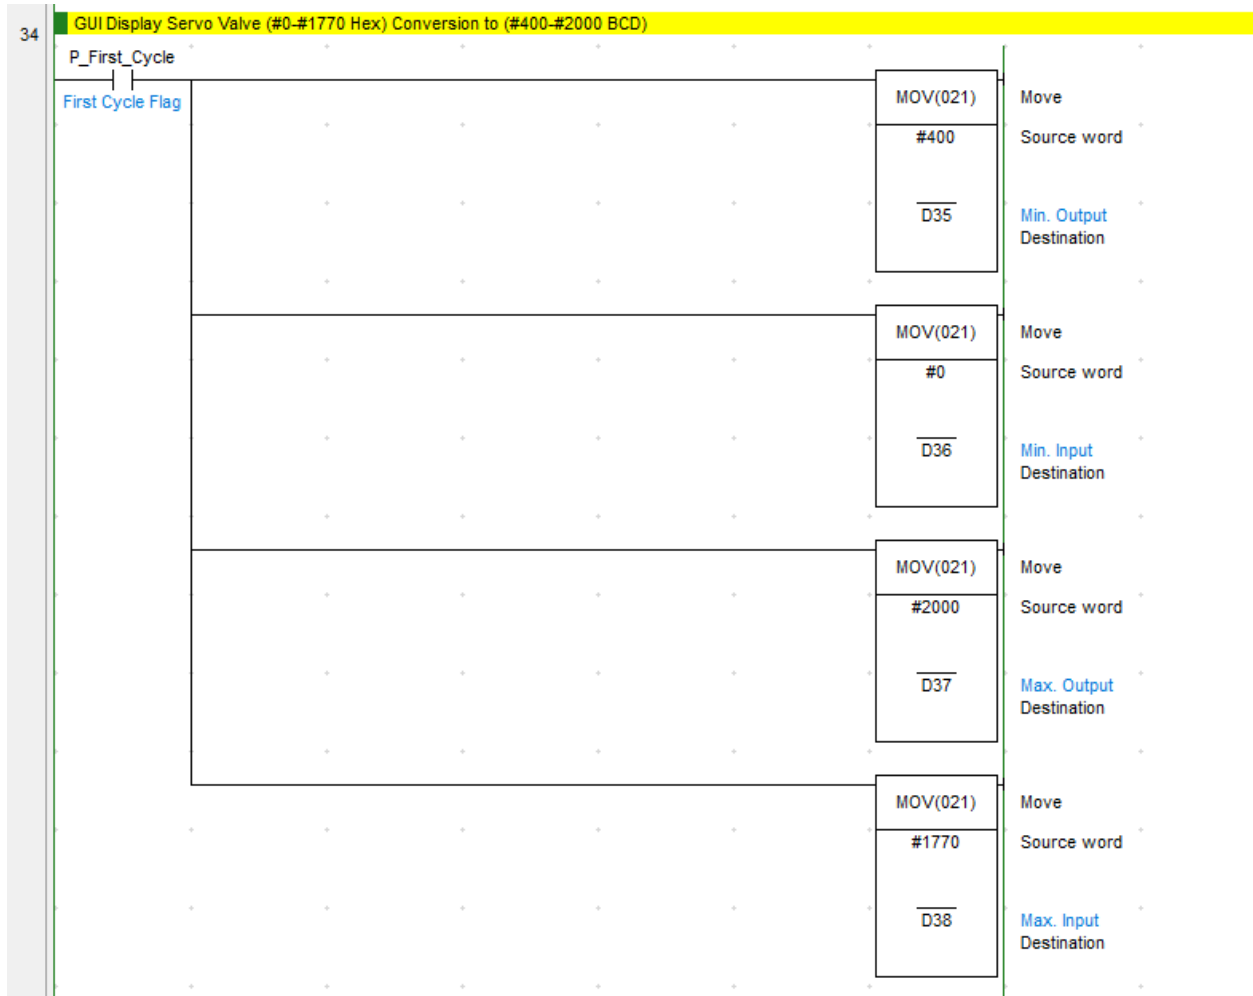 GUI Display Servo Valve (#0-#1770 Hex) Conversion to (#400-#2000 BCD)
34
P_First_Cycle
First Cycle Flag
MOV(021)
Move
#400
Source word
D35
Min. Output
Destination
MOV(021)
Move
#0
Source word
D36
Min. Input
Destination
MOV(021)
Move
#2000
Source word
D37
Max. Output
Destination
MOV(021)
Move
#1770
Source word
D38
Max. Input
Destination